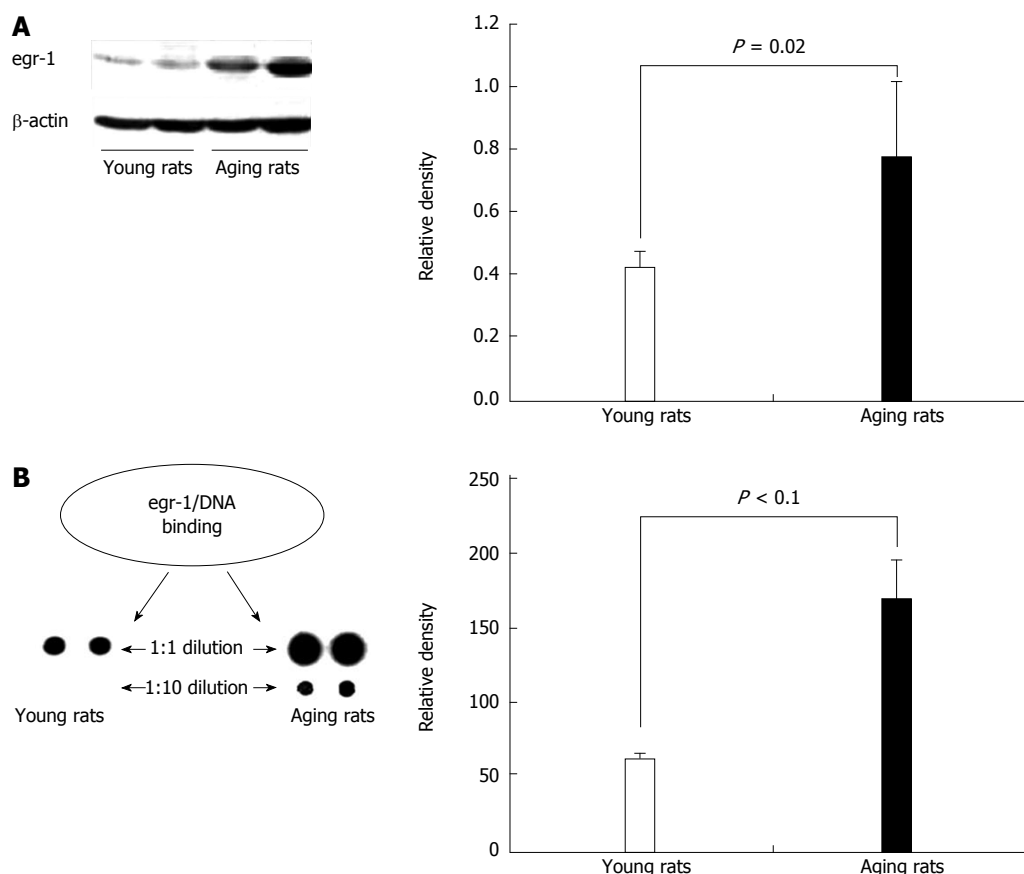 A
egr-1
β-actin
Young rats Aging rats
Relative density
1.2
1.0
0.8
0.6
0.4
0.2
0.0
P = 0.02
Young rats Aging rats
B
egr-1/DNA
binding
1:1 dilution
1:10 dilution
Young rats Aging rats
Relative density
250
200
150
100
50
0
P < 0.1
Young rats Aging rats